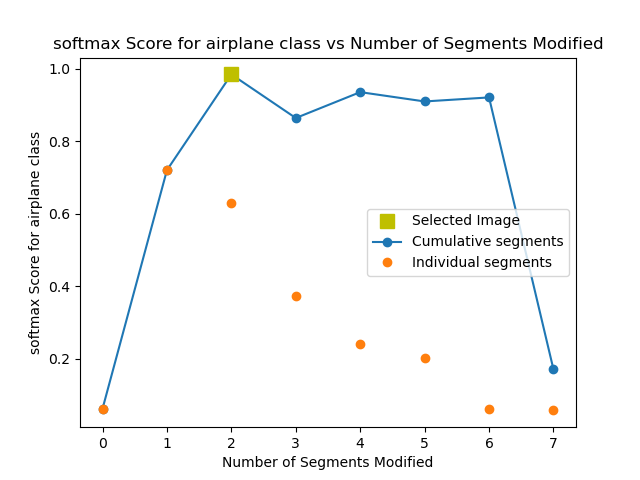 softmax Score for airplane class vs Number of Segments Modified
1.0
0.8
0.6
0.4
0.2
softmax Score for airplane class
Selected Image
Cumulative segments
Individual segments
0 1 2 3 4 5 6 7
Number of Segments Modified